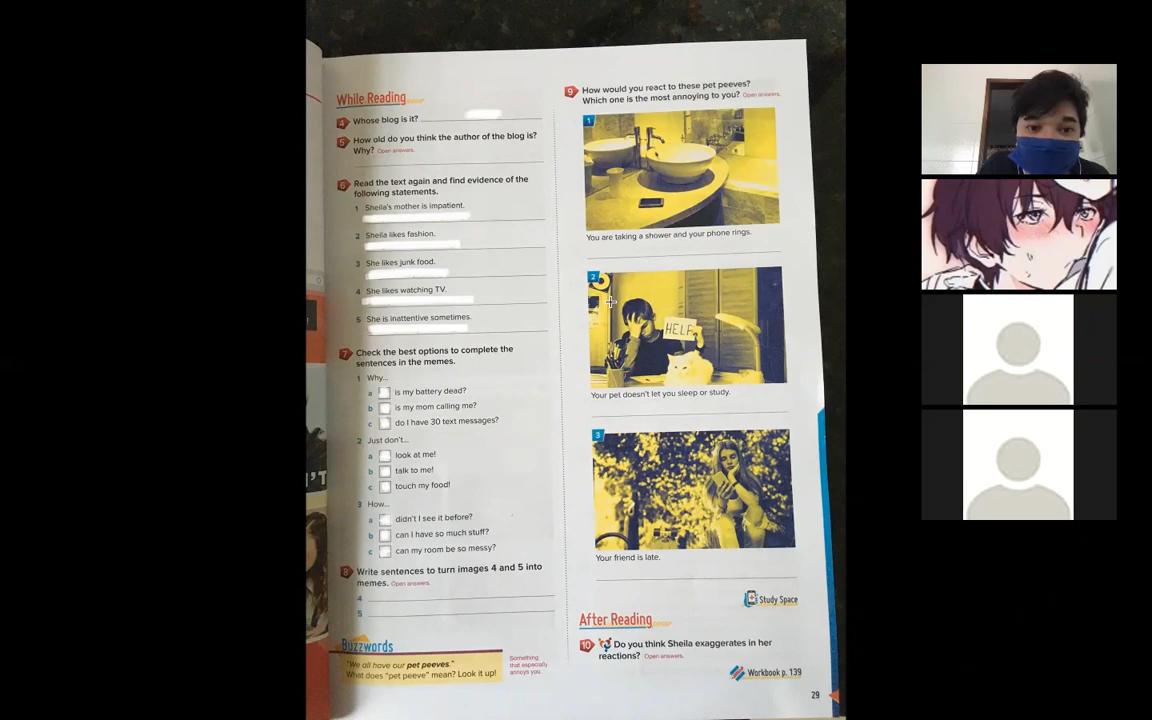 While Reading
4 Whose blog is it?
5 How old do you think the author of the blog is?
Why? Open answers.
6 Read the text again and find evidence of the
following statements.
1 Sheila's mother is impatient.
2 Sheila likes fashion.
3 She likes junk food.
4 She likes watching TV.
5 She is inattentive sometimes.
7 Check the best options to complete the
sentences in the memes.
1 Why...
a is my battery dead?
b is my mom calling me?
c do I have 30 text messages?
2 Just don't...
a look at me!
b talk to me!
c touch my food!
3 How...
a didn't I see it before?
b can I have so much stuff?
c can my room be so messy?
8 Write sentences to turn images 4 and 5 into
memes. Open answers.
4
5
Buzzwords
"We all have our pet peeves."
What does "pet peeve" mean? Look it up!
Something
that especially
annoys you.
9 How would you react to these pet peeves?
Which one is the most annoying to you? Open answers.
1
You are taking a shower and your phone rings.
2
HELP
Your pet doesn't let you sleep or study.
3
Your friend is late.
Study Space
After Reading
10 Do you think Sheila exaggerates in her
reactions? Open answers.
Workbook p. 139
29